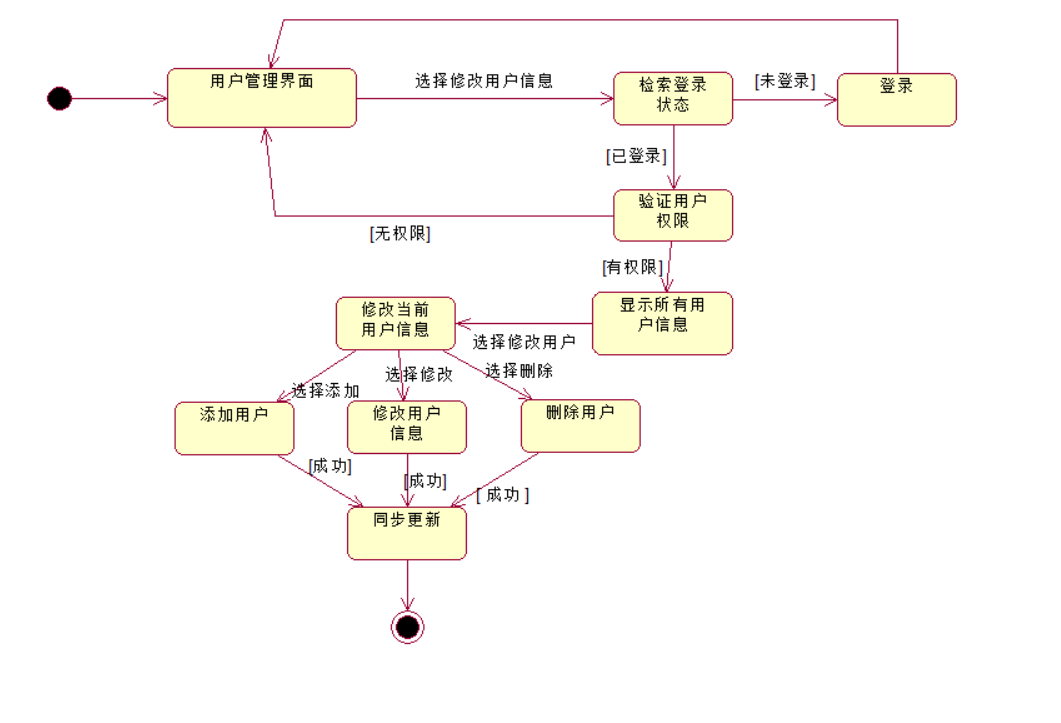 用户管理界面
选择修改用户信息
检索登录
状态
[未登录]
登录
[已登录]
验证用户
权限
[无权限]
[有权限]
显示所有用
户信息
修改当前
用户信息
选择修改用户
选择添加
选择修改
选择删除
添加用户
修改用户
信息
删除用户
[成功]
[成功]
[ 成功 ]
同步更新